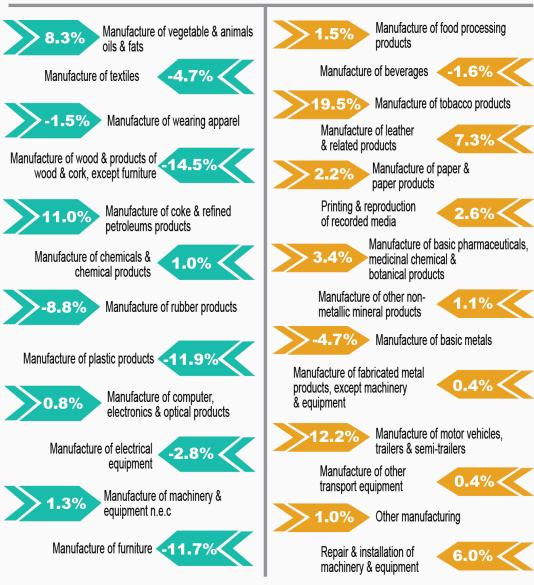 8.3%
Manufacture of vegetable & animals
oils & fats
Manufacture of textiles
-4.7%
-1.5%
Manufacture of wearing apparel
Manufacture of wood & products of
wood & cork, except furniture
-14.5%
11.0%
Manufacture of coke & refined
petroleums products
Manufacture of chemicals &
chemical products
1.0%
-8.8%
Manufacture of rubber products
Manufacture of plastic products
-11.9%
0.8%
Manufacture of computer,
electronics & optical products
Manufacture of electrical
equipment
-2.8%
1.3%
Manufacture of machinery &
equipment n.e.c
Manufacture of furniture
-11.7%
1.5%
Manufacture of food processing
products
Manufacture of beverages
-1.6%
19.5%
Manufacture of tobacco products
Manufacture of leather
& related products
7.3%
2.2%
Manufacture of paper &
paper products
Printing & reproduction
of recorded media
2.6%
3.4%
Manufacture of basic pharmaceuticals,
medicinal chemical &
botanical products
Manufacture of other non-
metallic mineral products
1.1%
-4.7%
Manufacture of basic metals
Manufacture of fabricated metal
products, except machinery
& equipment
0.4%
12.2%
Manufacture of motor vehicles,
trailers & semi-trailers
Manufacture of other
transport equipment
0.4%
1.0%
Other manufacturing
Repair & installation of
machinery & equipment
6.0%